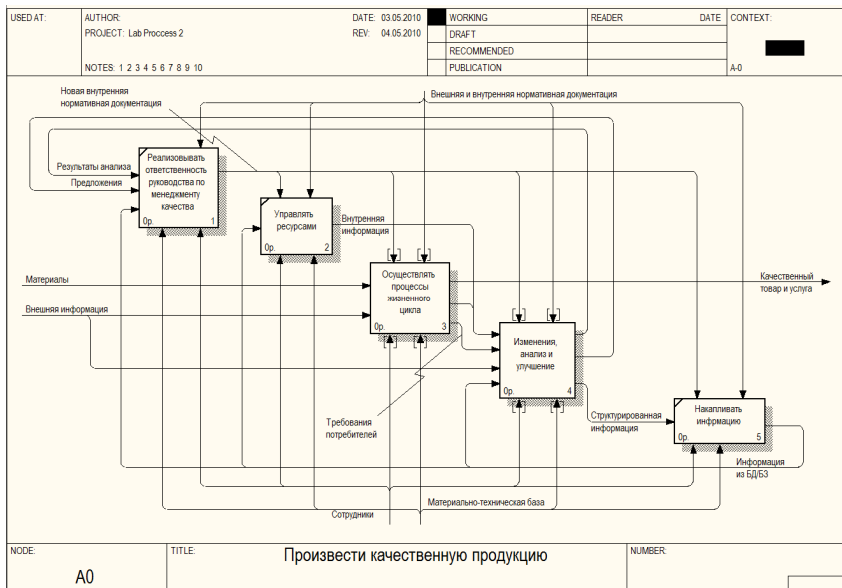 USED AT:
AUTHOR:
DATE: 03.05.2010
WORKING
READER
DATE
CONTEXT:
PROJECT: Lab Proccess 2
REV: 04.05.2010
DRAFT
RECOMMENDED
NOTES: 1 2 3 4 5 6 7 8 9 10
PUBLICATION
A-0
Новая внутренняя
нормативная документация
Внешняя и внутренняя нормативная документация
Результаты анализа
Предложения
Реализовывать
ответственность
руководства по
менеджменту
качества
0р. 1
Управлять
ресурсами
0р. 2
Внутренняя
информация
Материалы
Внешняя информация
Осуществлять
процессы
жизненного
цикла
0р. 3
Качественный
товар и услуга
Изменения,
анализ и
улучшение
0р. 4
Требования
потребителей
Структурированная
информация
Накапливать
инфрмацию
0р. 5
Информация
из БД/БЗ
Материально-техническая база
Сотрудники
NODE:
TITLE:
NUMBER:
A0
Произвести качественную продукцию